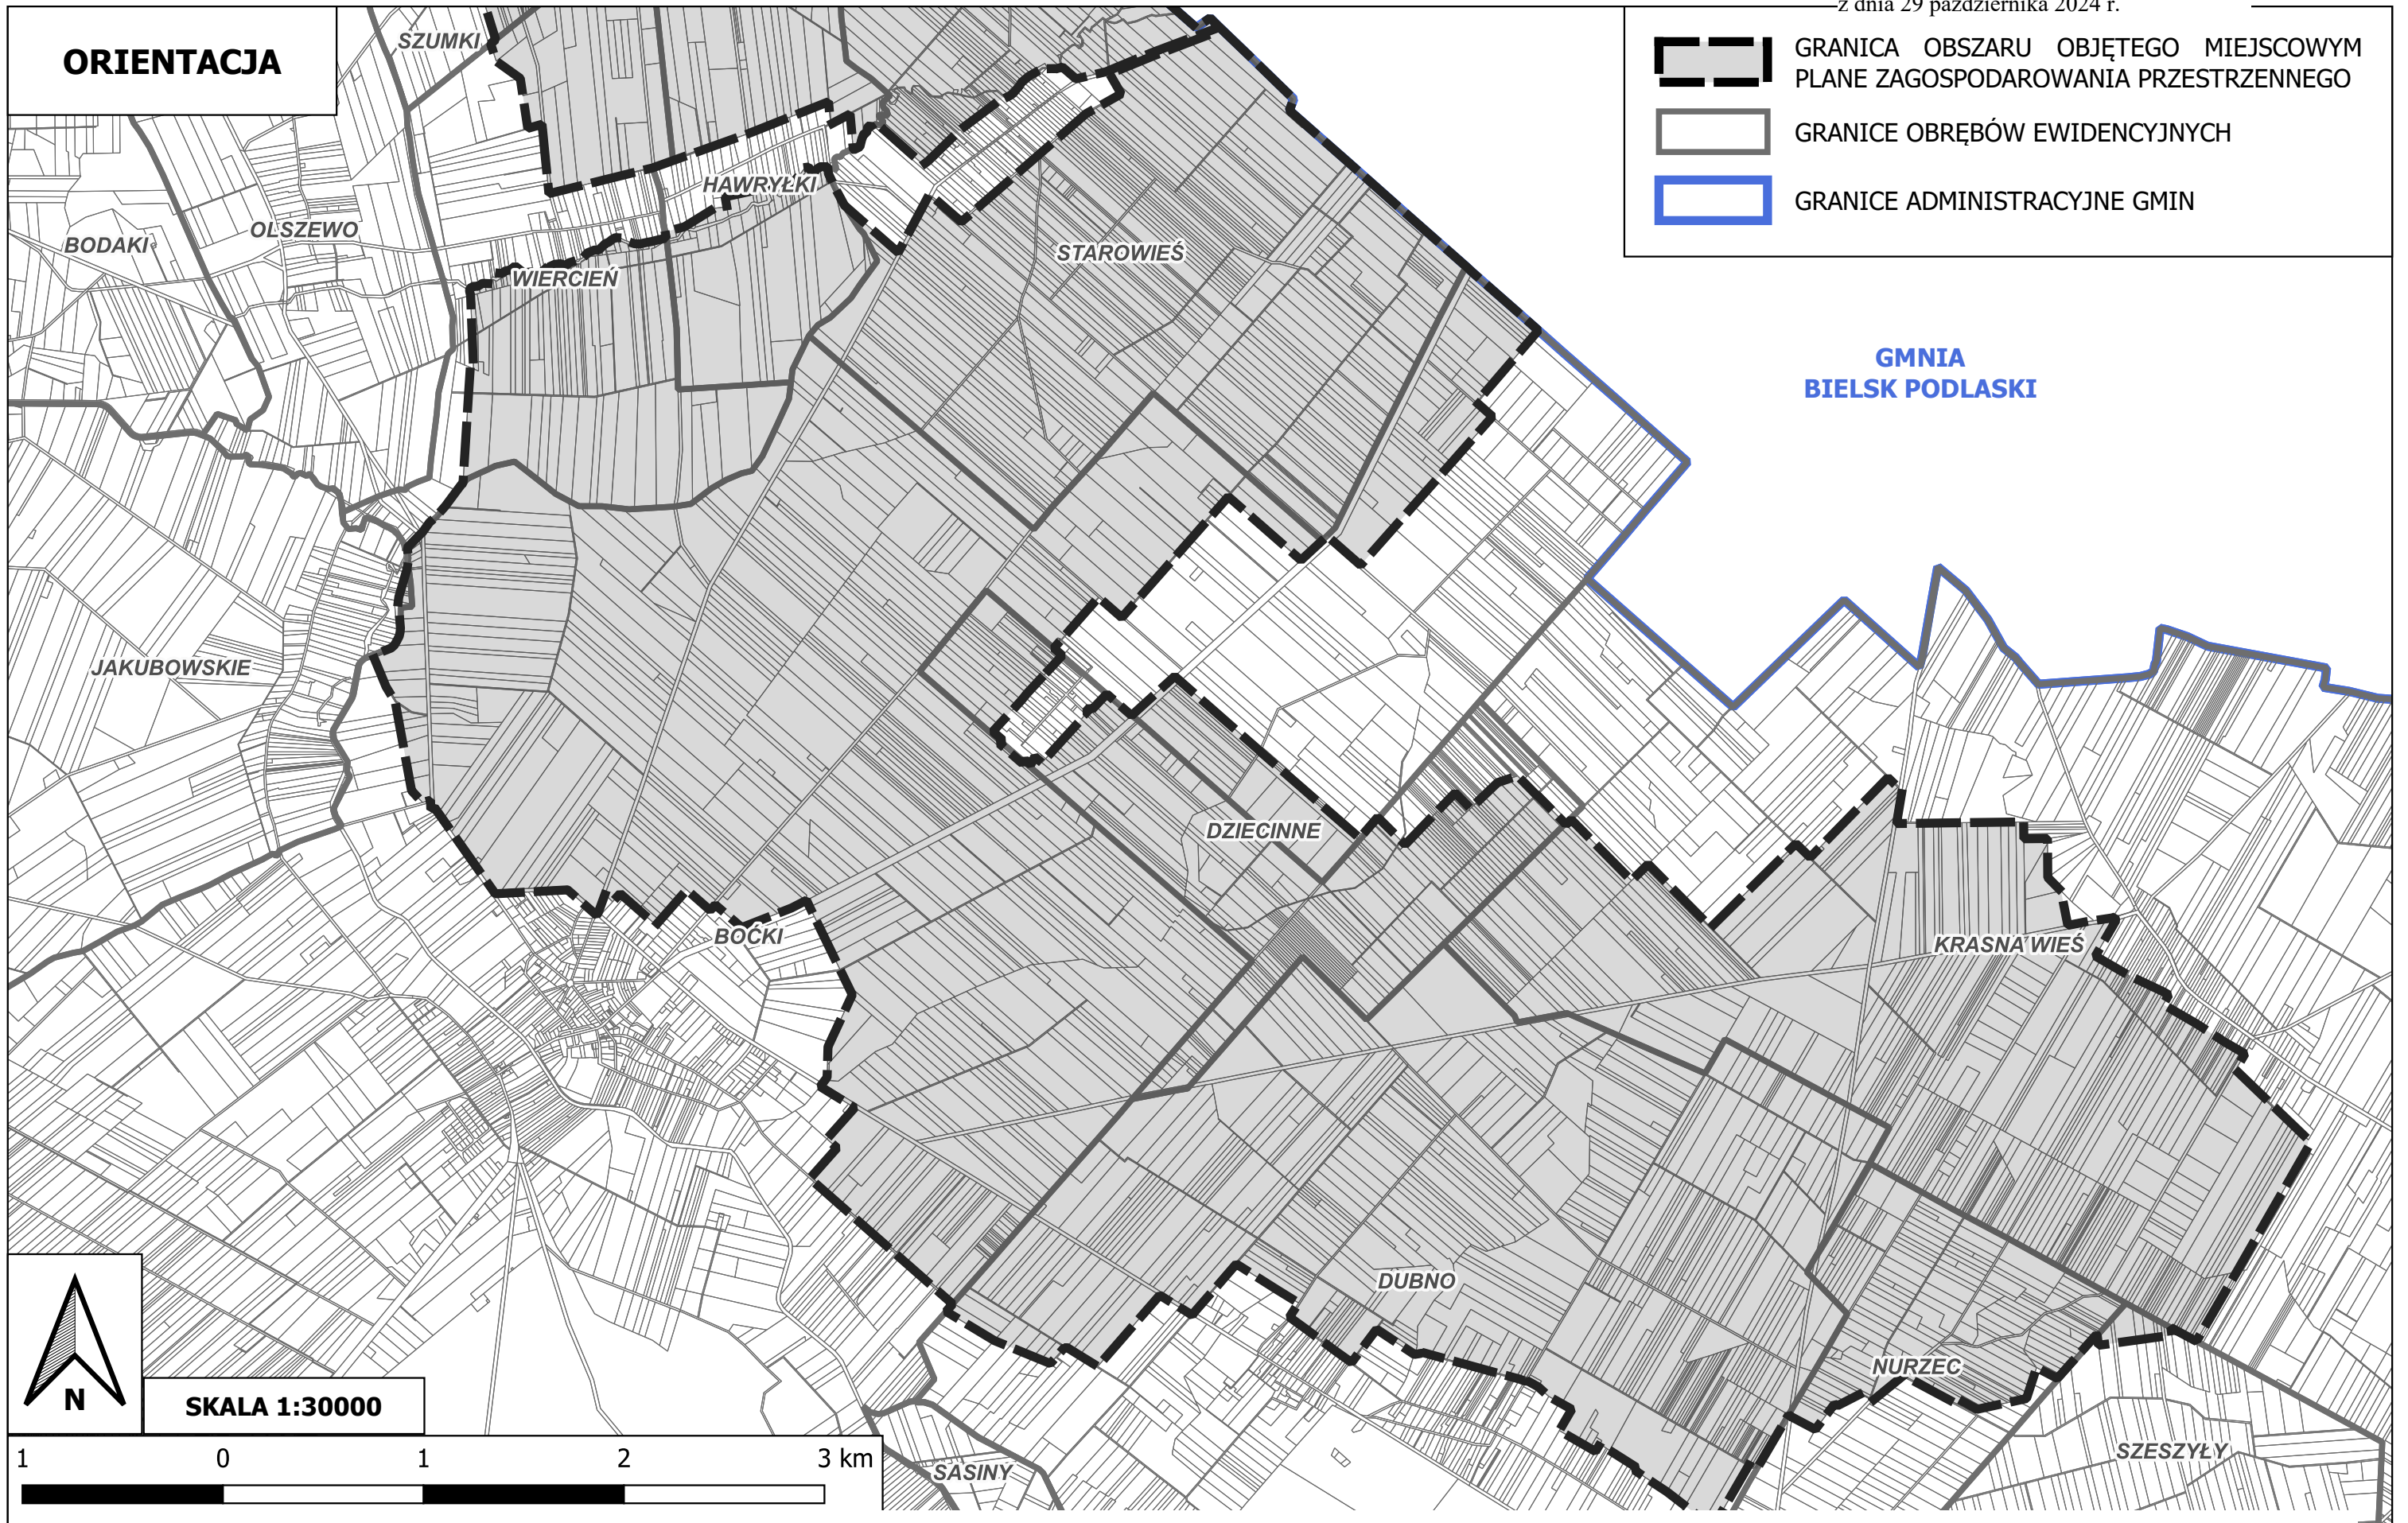 z dnia 29 października 2024 r.
ORIENTACJA
GRANICA OBSZARU OBJĘTEGO MIEJSCOWYM
PLANE ZAGOSPODAROWANIA PRZESTRZENNEGO
GRANICE OBRĘBÓW EWIDENCYJNYCH
GRANICE ADMINISTRACYJNE GMIN
SZUMKI
HAWRYŁKI
OLSZEWO
BODAKI
STAROWIEŚ
WIERCIEŃ
GMNIA
BIELSK PODLASKI
JAKUBOWSKIE
DZIECINNE
BOĆKI
KRASNA WIEŚ
DUBNO
NURZEC
SZESZYŁY
SASINY
N
SKALA 1:30000
1 0 1 2 3 km